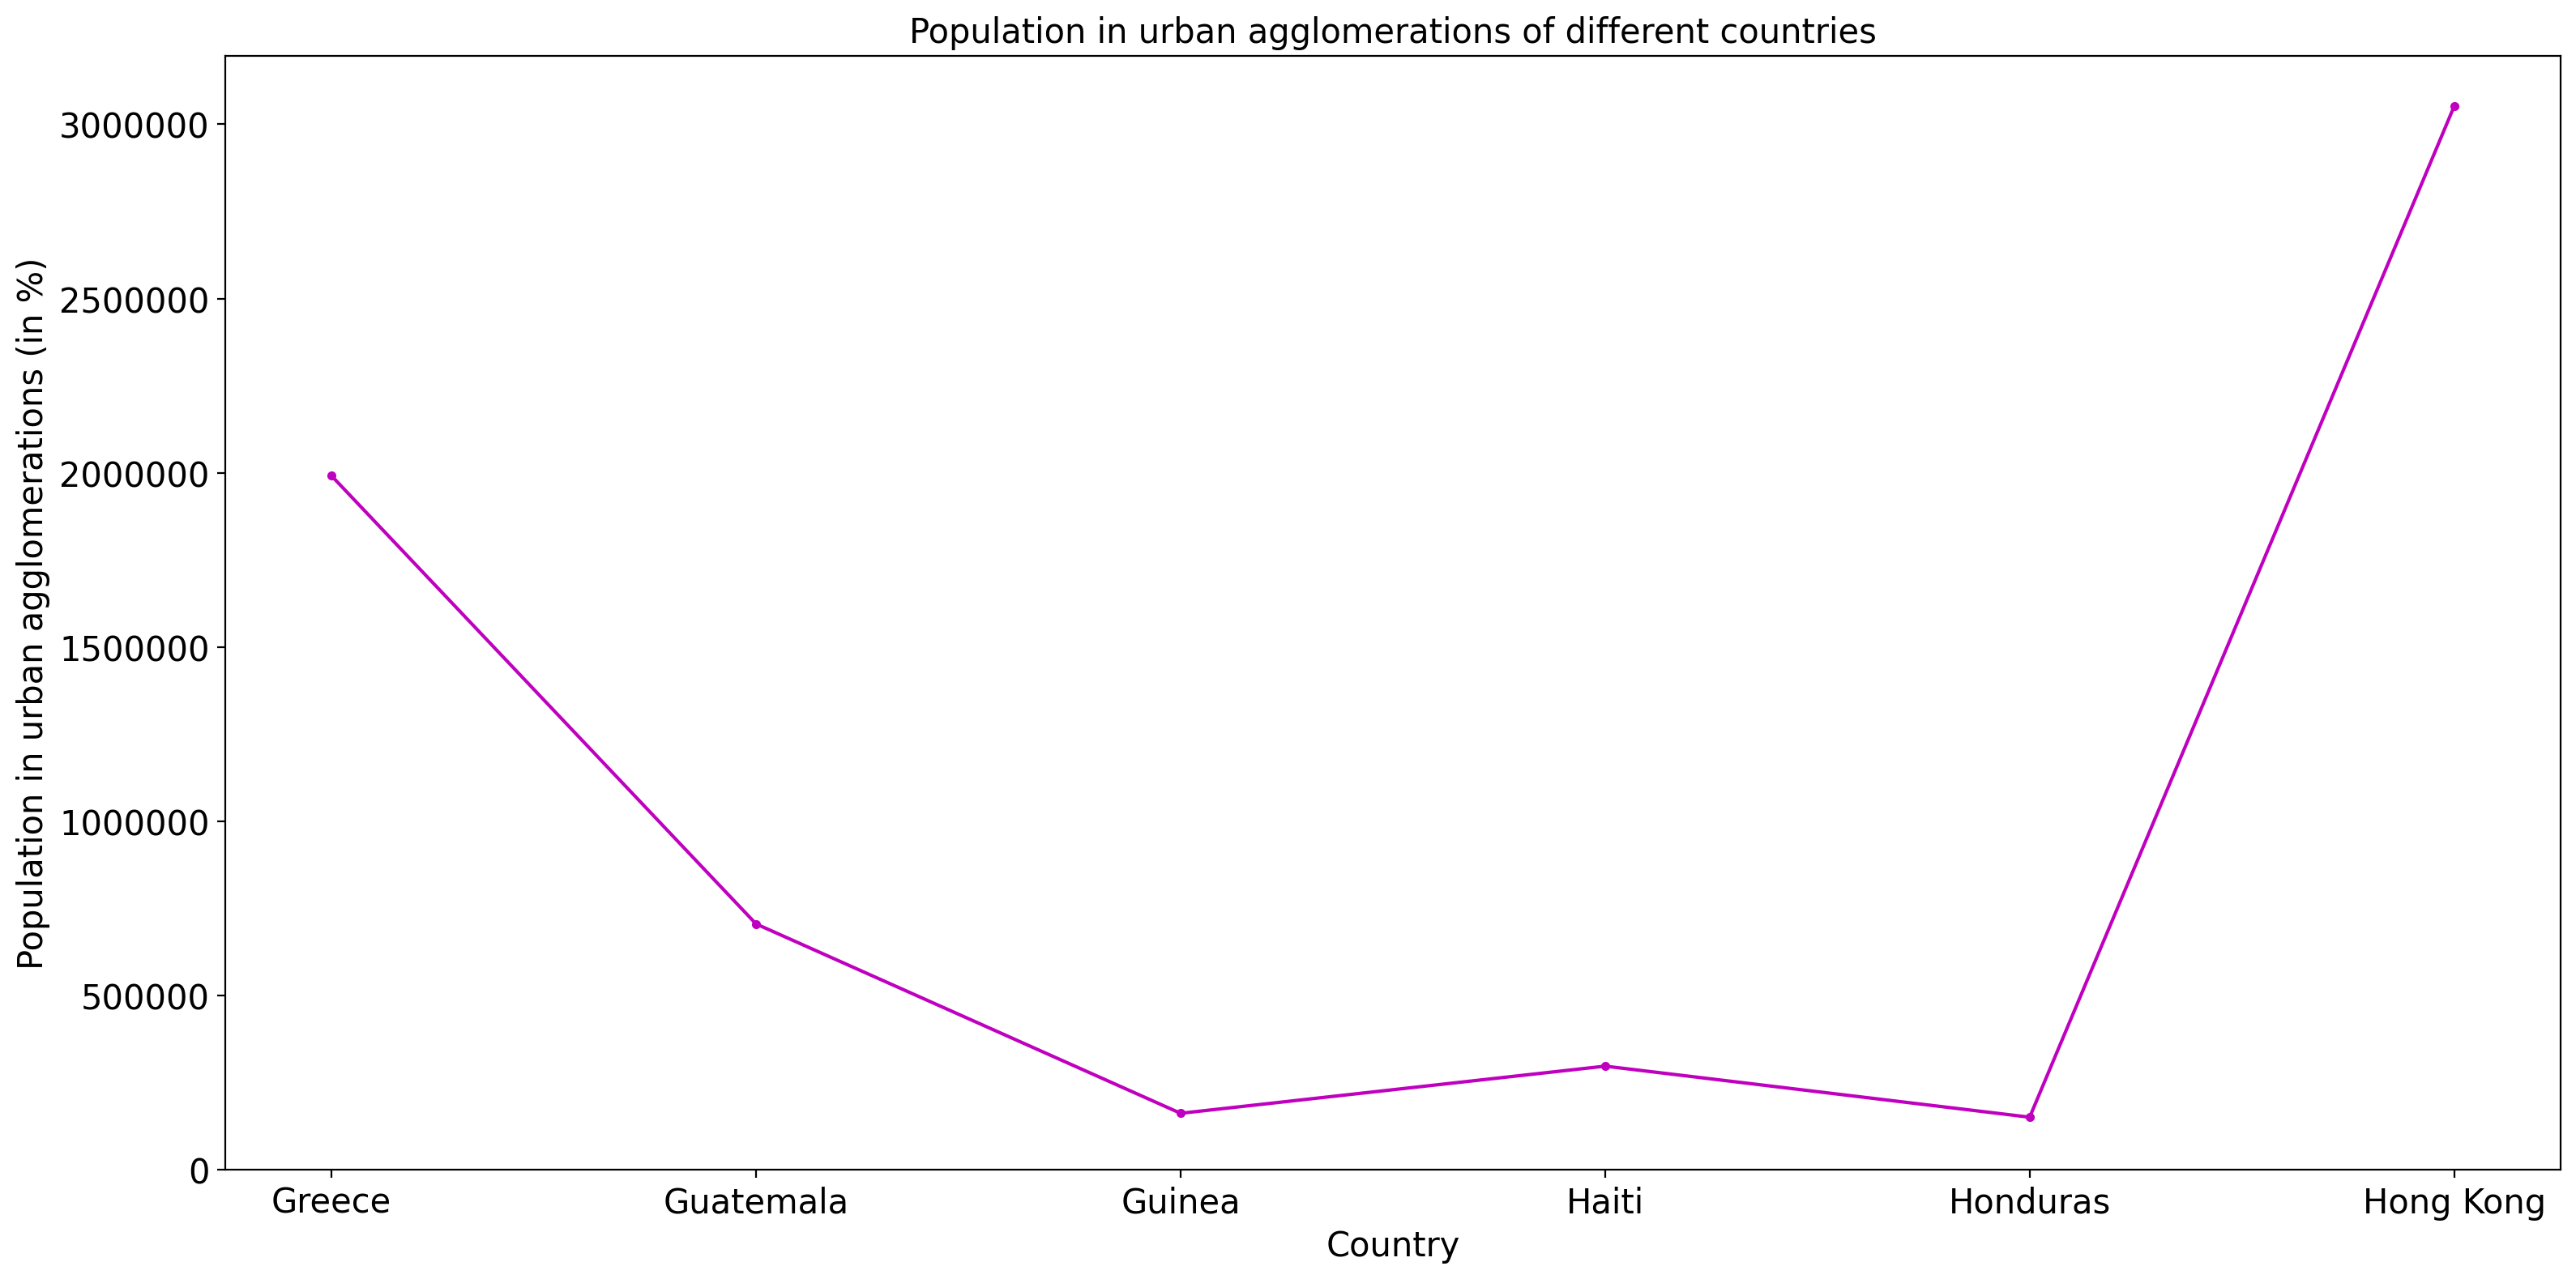 Population in urban agglomerations of different countries
Population in urban agglomerations (in %)
3000000
2500000
2000000
1500000
1000000
500000
0
Greece Guatemala Guinea Haiti Honduras Hong Kong
Country